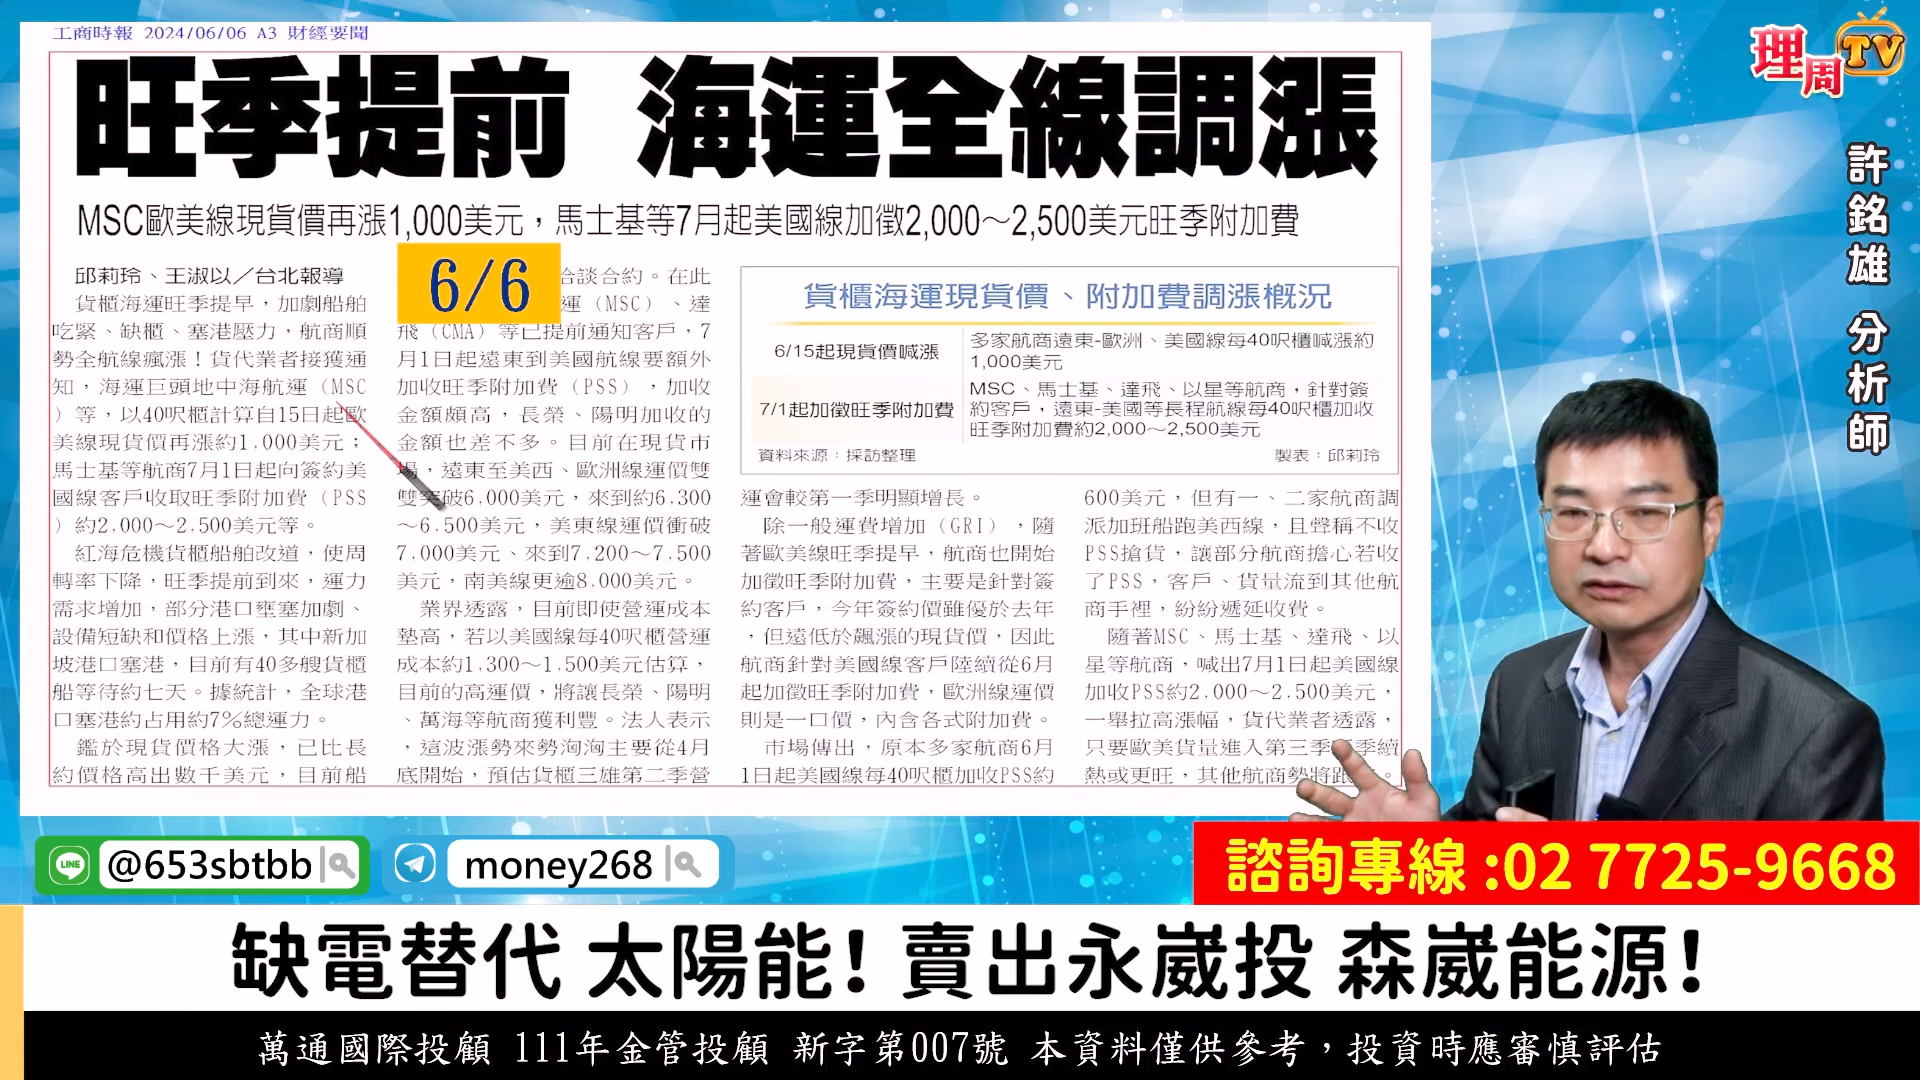 工商時報 2024/06/06 A3 財經要聞
旺季提前 海運全線調漲
MSC歐美線現貨價再漲1,000美元，馬士基等7月起美國線加徵2,000～2,500美元旺季附加費
邱莉玲、王淑以／台北報導
貨櫃海運旺季提早，加劇船舶
吃緊、缺櫃、塞港壓力，航商順
勢全航線瘋漲！貨代業者接獲通
知，海運巨頭地中海航運（MSC
）等，以40呎櫃計算自15日起歐
美線現貨價再漲約1,000美元；
馬士基等航商7月1日起向簽約美
國線客戶收取旺季附加費（PSS
）約2,000～2,500美元等。
紅海危機貨櫃船舶改道，使周
轉率下降，旺季提前到來，運力
需求增加，部分港口壅塞加劇、
設備短缺和價格上漲，其中新加
坡港口塞港，目前有40多艘貨櫃
船等待約七天。據統計，全球港
口塞港約占用約7%總運力。
鑑於現貨價格大漲，已比長
約價格高出數千美元，目前船
6/6
洽談合約。在此
運（MSC）、達
飛（CMA）等已提前通知客戶，7
月1日起遠東到美國航線要額外
加收旺季附加費（PSS），加收
金額頗高，長榮、陽明加收的
金額也差不多。目前在現貨市
場，遠東至美西、歐洲線運價雙
雙突破6,000美元，來到約6,300
～6,500美元，美東線運價衝破
7,000美元、來到7,200～7,500
美元，南美線更逾8,000美元。
業界透露，目前即使營運成本
墊高，若以美國線每40呎櫃營運
成本約1,300～1,500美元估算，
目前的高運價，將讓長榮、陽明
、萬海等航商獲利豐。法人表示
，這波漲勢來勢洶洶主要從4月
底開始，預估貨櫃三雄第二季營
貨櫃海運現貨價、附加費調漲概況
6/15起現貨價喊漲
多家航商遠東-歐洲、美國線每40呎櫃喊漲約
1,000美元
7/1起加徵旺季附加費
MSC、馬士基、達飛、以星等航商，針對簽
約客戶，遠東-美國等長程航線每40呎櫃加收
旺季附加費約2,000～2,500美元
資料來源：採訪整理
製表：邱莉玲
運會較第一季明顯增長。
除一般運費增加（GRI），隨
著歐美線旺季提早，航商也開始
加徵旺季附加費，主要是針對簽
約客戶，今年簽約價雖優於去年
，但遠低於飆漲的現貨價，因此
航商針對美國線客戶陸續從6月
起加徵旺季附加費，歐洲線運價
則是一口價，內含各式附加費。
市場傳出，原本多家航商6月
1日起美國線每40呎櫃加收PSS約
600美元，但有一、二家航商調
派加班船跑美西線，且聲稱不收
PSS搶貨，讓部分航商擔心若收
了PSS，客戶、貨量流到其他航
商手裡，紛紛遞延收費。
隨著MSC、馬士基、達飛、以
星等航商，喊出7月1日起美國線
加收PSS約2,000～2,500美元，
一舉拉高漲幅，貨代業者透露，
只要歐美貨量進入第三季旺季續
熱或更旺，其他航商勢將跟進。
理周TV
許銘雄 分析師
LINE @653sbtbb
money268
諮詢專線 :02 7725-9668
缺電替代 太陽能！賣出永崴投 森崴能源！
萬通國際投顧 111年金管投顧 新字第007號 本資料僅供參考，投資時應審慎評估